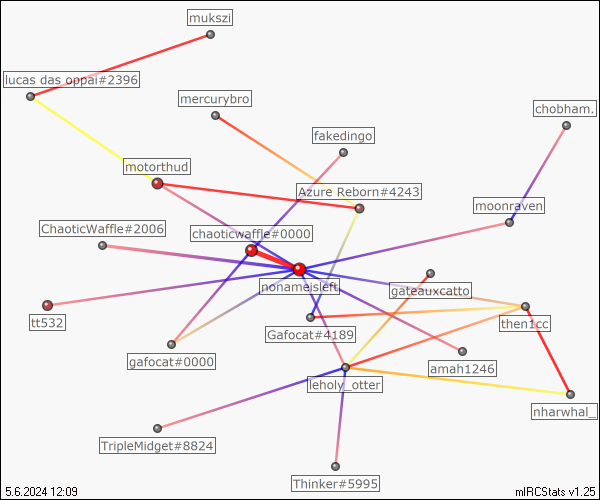 mukszi
lucas das oppai#2396
mercurybro
chobham.
fakedingo
motorthud
Azure Reborn#4243
moonraven
ChaoticWaffle#2006
chaoticwaffle#0000
nonameisleft
gateauxcatto
tt532
Gafocat#4189
then1cc
gafocat#0000
amah1246
leholy_otter
nharwhal_
TripleMidget#8824
Thinker#5995
5.6.2024 12:09
mIRCStats v1.25